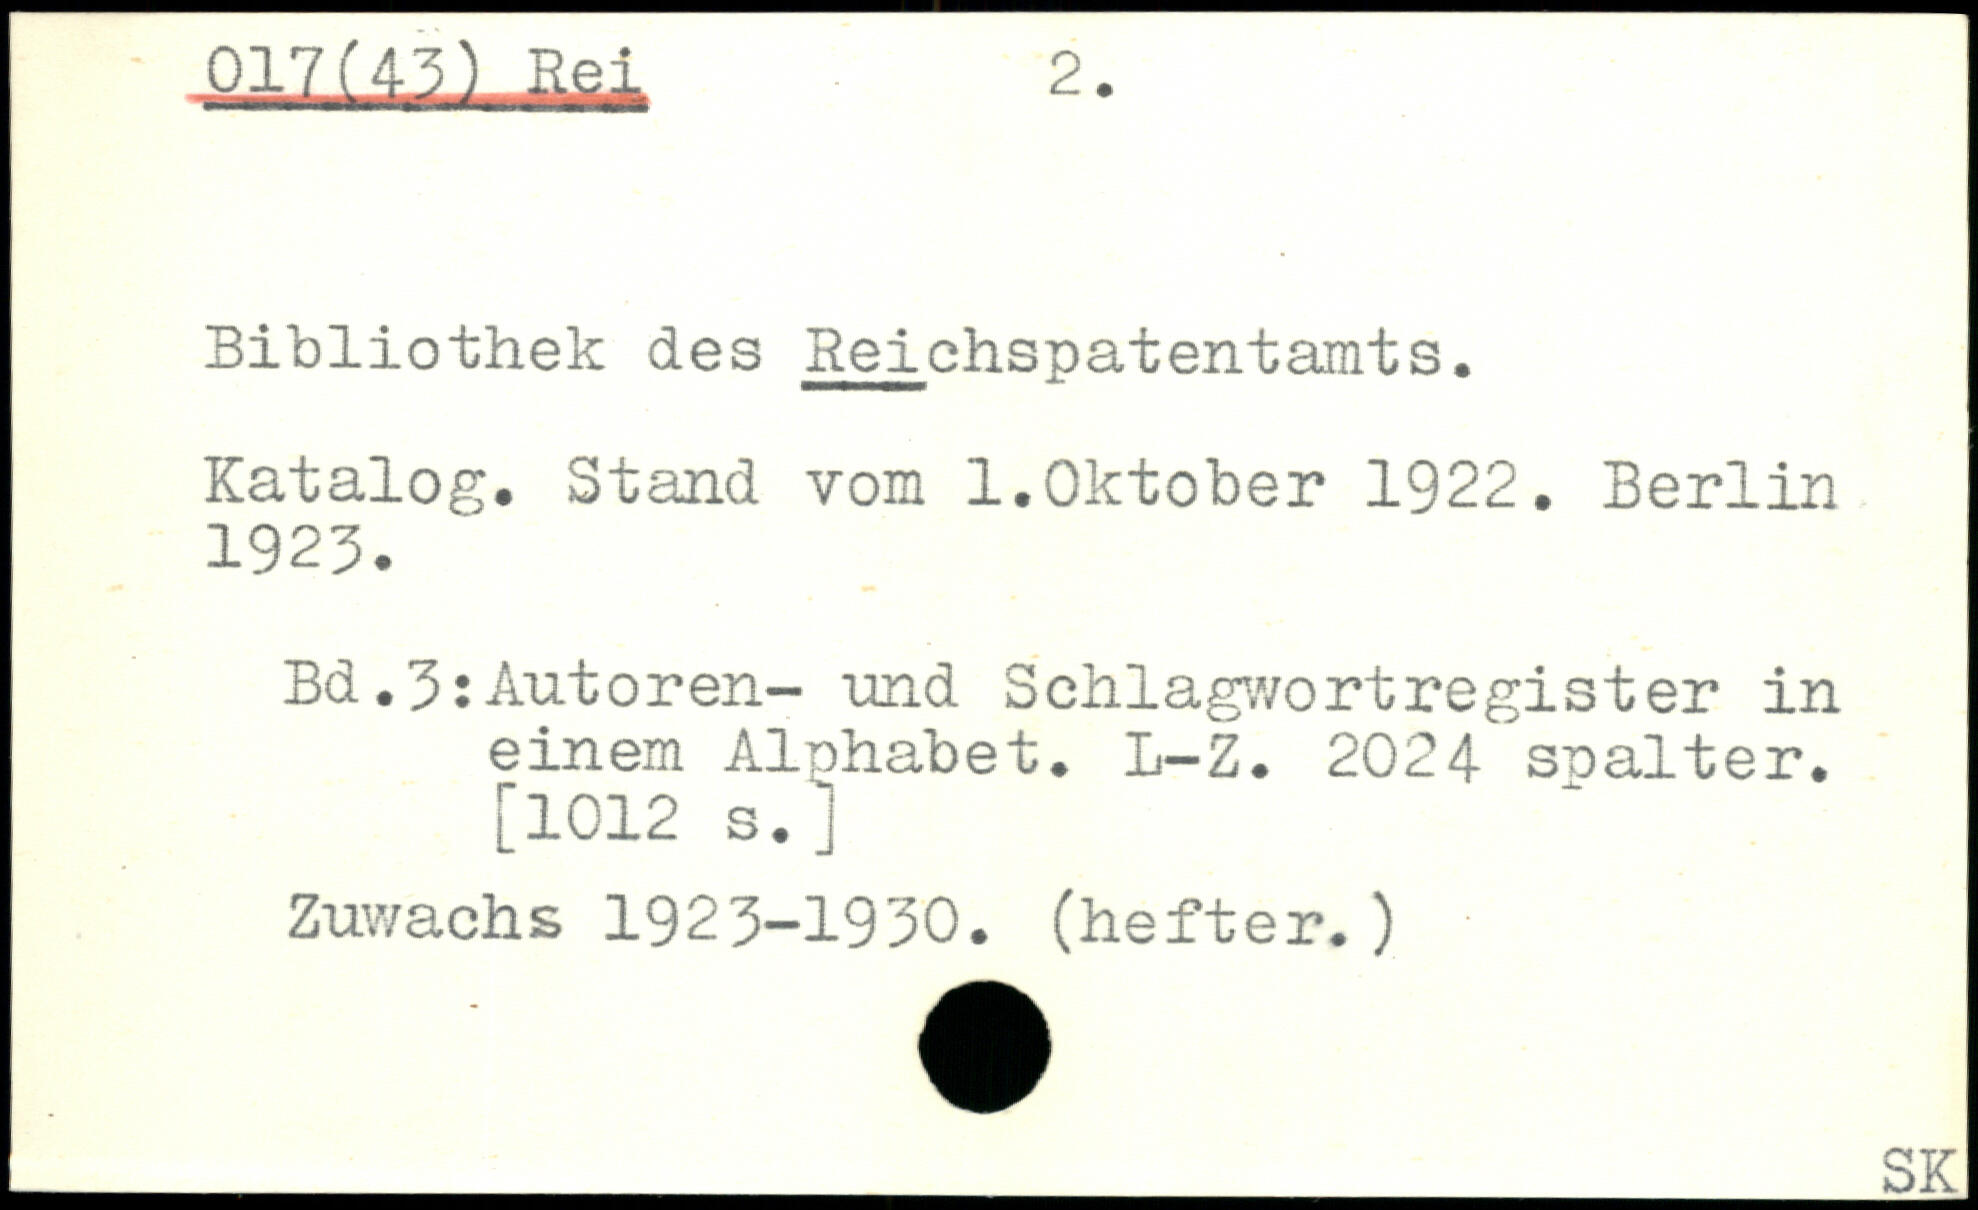 017(43) Rei 2.
Bibliothek des Reichspatentamts.
Katalog. Stand vom 1.Oktober 1922. Berlin
1923.
Bd.3:Autoren- und Schlagwortregister in
einem Alphabet. L-Z. 2024 spalter.
[1012 s.]
Zuwachs 1923-1930. (hefter.)
SK